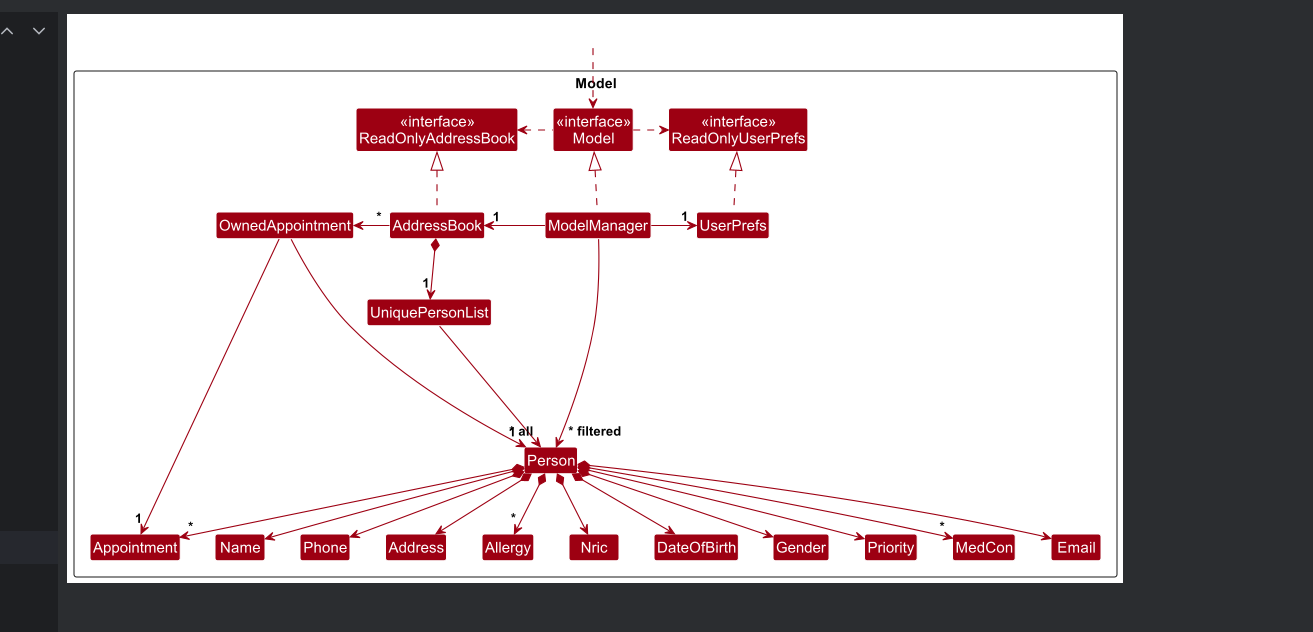 Model
«interface»
ReadOnlyAddressBook
«interface»
Model
«interface»
ReadOnlyUserPrefs
OwnedAppointment
*
AddressBook
1
ModelManager
1
UserPrefs
1
UniquePersonList
* all
1
* filtered
Person
1
*
*
*
Appointment
Name
Phone
Address
Allergy
Nric
DateOfBirth
Gender
Priority
MedCon
Email